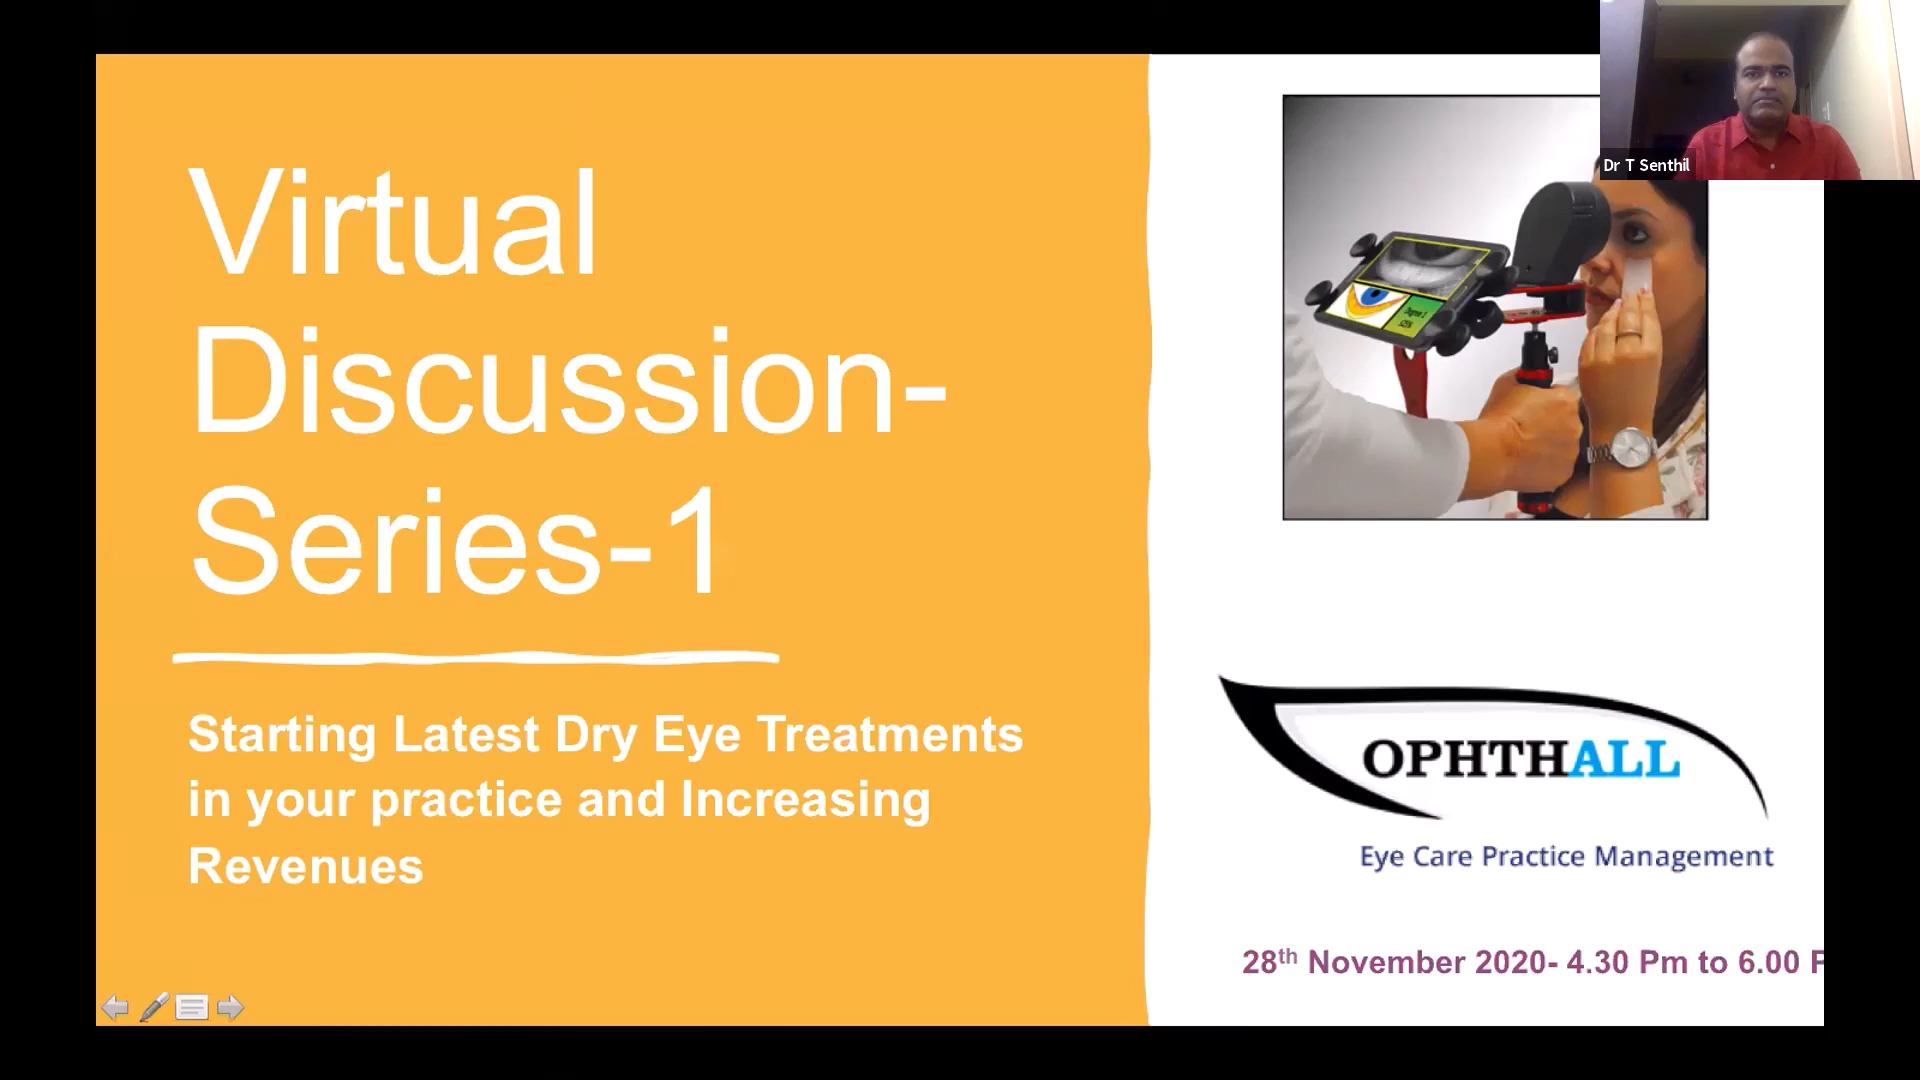 Virtual
Discussion-
Series-1
Starting Latest Dry Eye Treatments
in your practice and Increasing
Revenues
Dr T Senthil
OPHTHALL
Eye Care Practice Management
28th November 2020- 4.30 Pm to 6.00 P